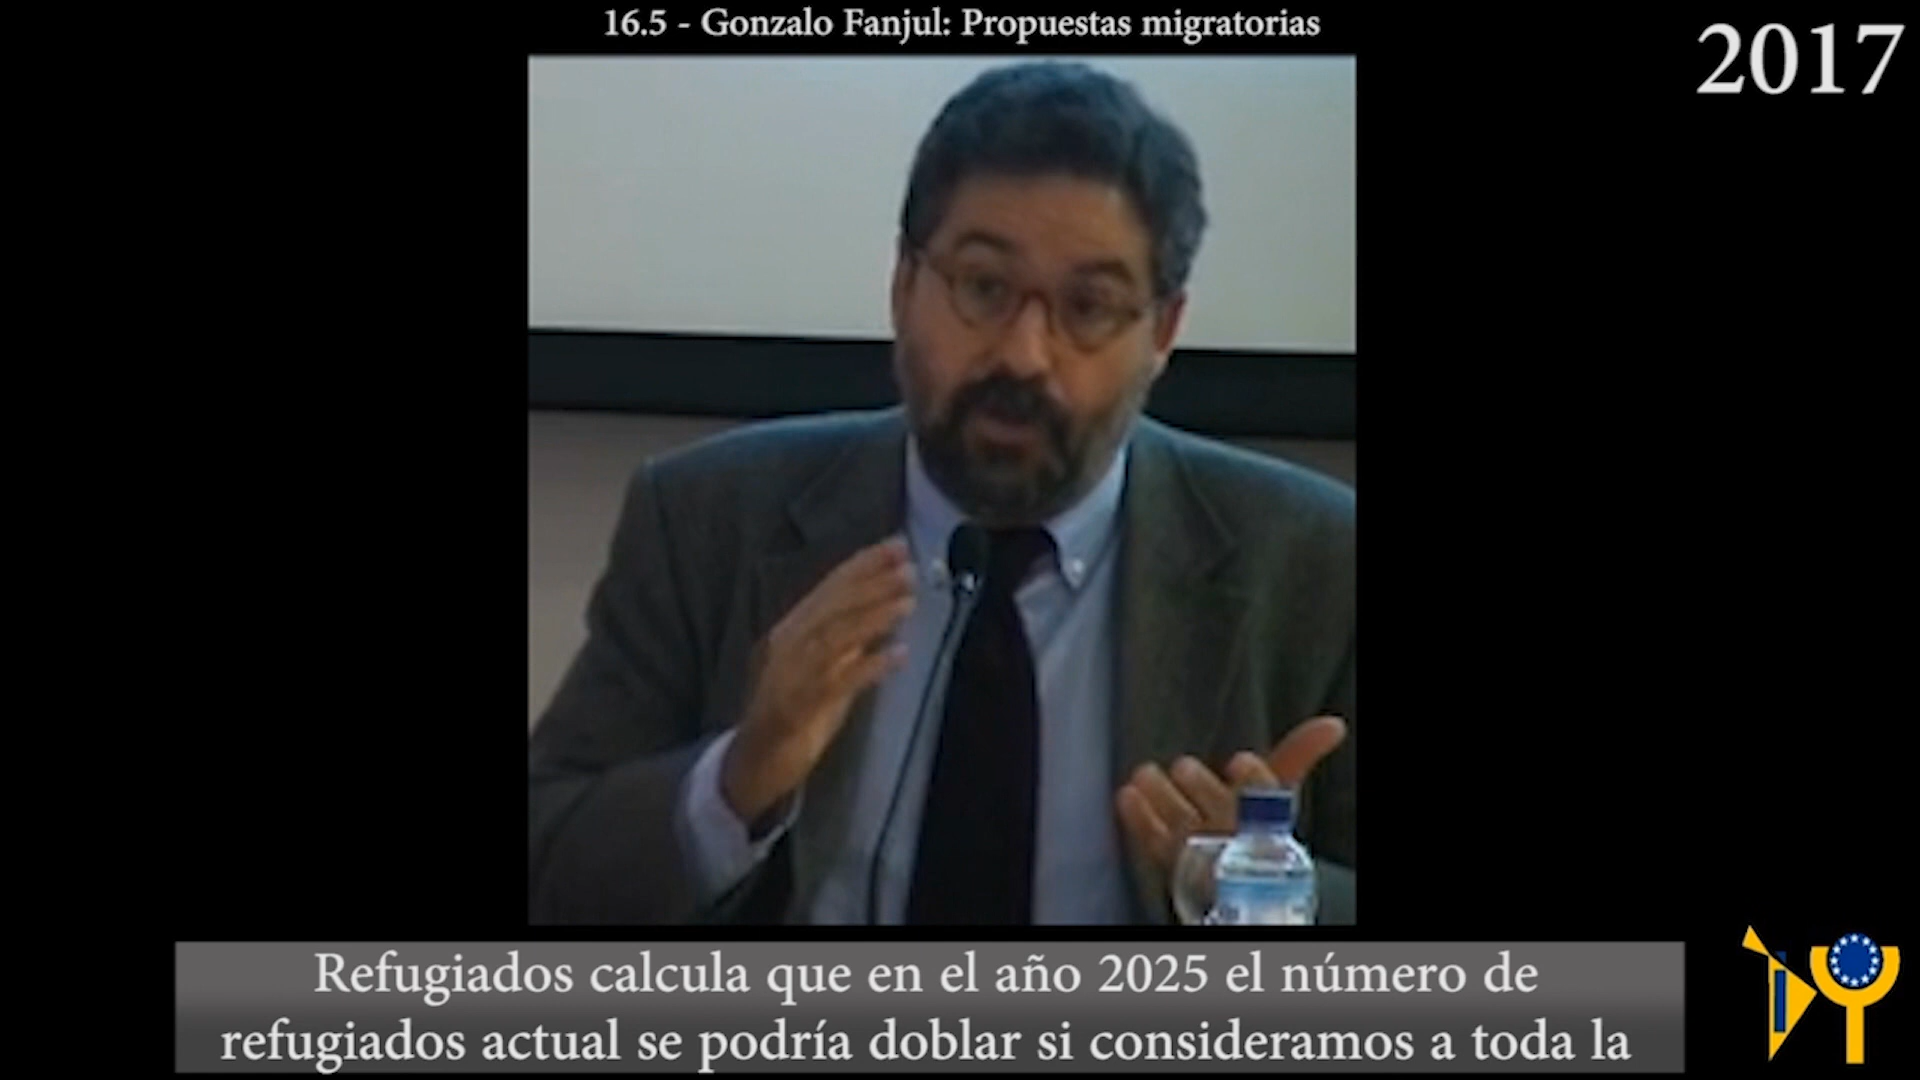 16.5 - Gonzalo Fanjul: Propuestas migratorias
2017
Refugiados calcula que en el año 2025 el número de
refugiados actual se podría doblar si consideramos a toda la